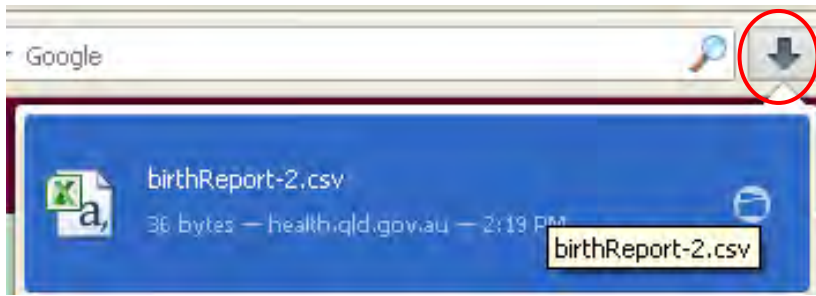 Google
birthReport-2.csv
36 bytes — health.qld.gov.au — 2:19 PM
birthReport-2.csv